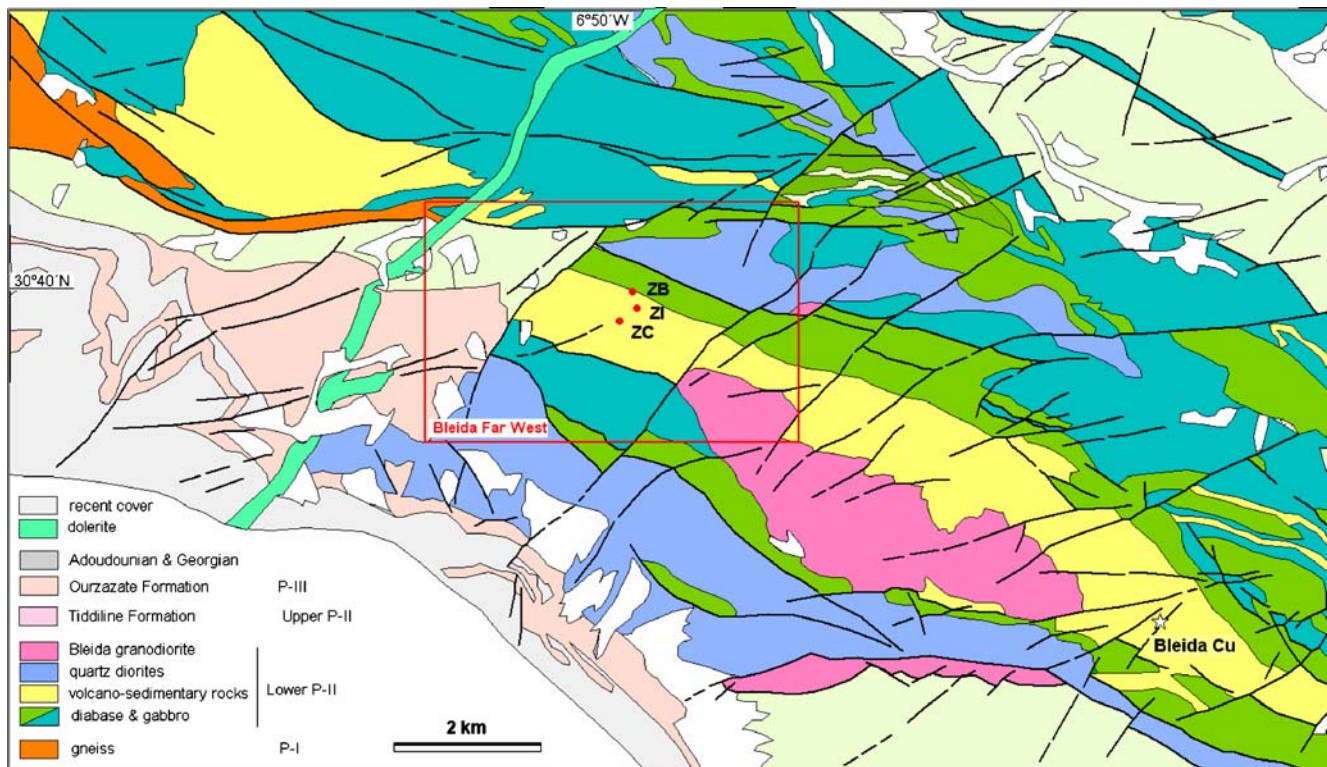 6°50´W
30°40´N
ZB
ZI
ZC
Bleida Far West
Bleida Cu
recent cover
dolerite
Adoudounian & Georgian
Ourzazate Formation P-III
Tiddiline Formation Upper P-II
Bleida granodiorite
quartz diorites
volcano-sedimentary rocks Lower P-II
diabase & gabbro
gneiss P-I
2 km